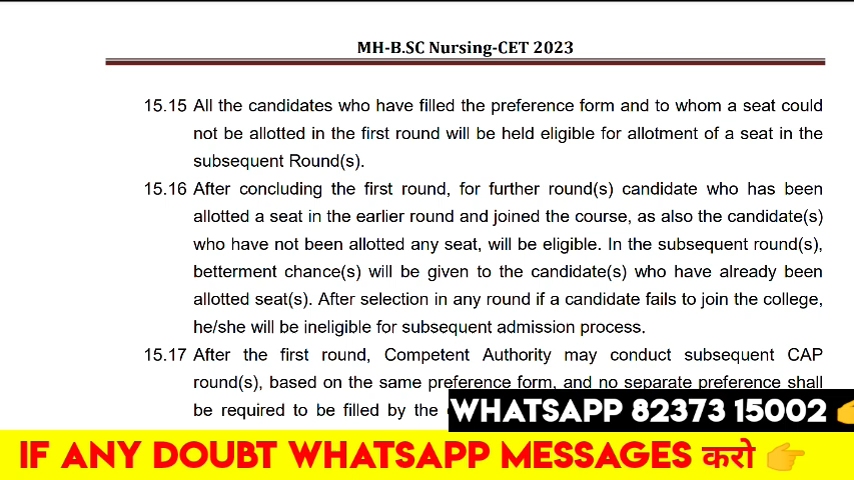 MH-B.SC Nursing-CET 2023
15.15 All the candidates who have filled the preference form and to whom a seat could
not be allotted in the first round will be held eligible for allotment of a seat in the
subsequent Round(s).
15.16 After concluding the first round, for further round(s) candidate who has been
allotted a seat in the earlier round and joined the course, as also the candidate(s)
who have not been allotted any seat, will be eligible. In the subsequent round(s),
betterment chance(s) will be given to the candidate(s) who have already been
allotted seat(s). After selection in any round if a candidate fails to join the college,
he/she will be ineligible for subsequent admission process.
15.17 After the first round, Competent Authority may conduct subsequent CAP
round(s), based on the same preference form, and no separate preference shall
be required to be filled by the
WHATSAPP 82373 15002
IF ANY DOUBT WHATSAPP MESSAGES करो